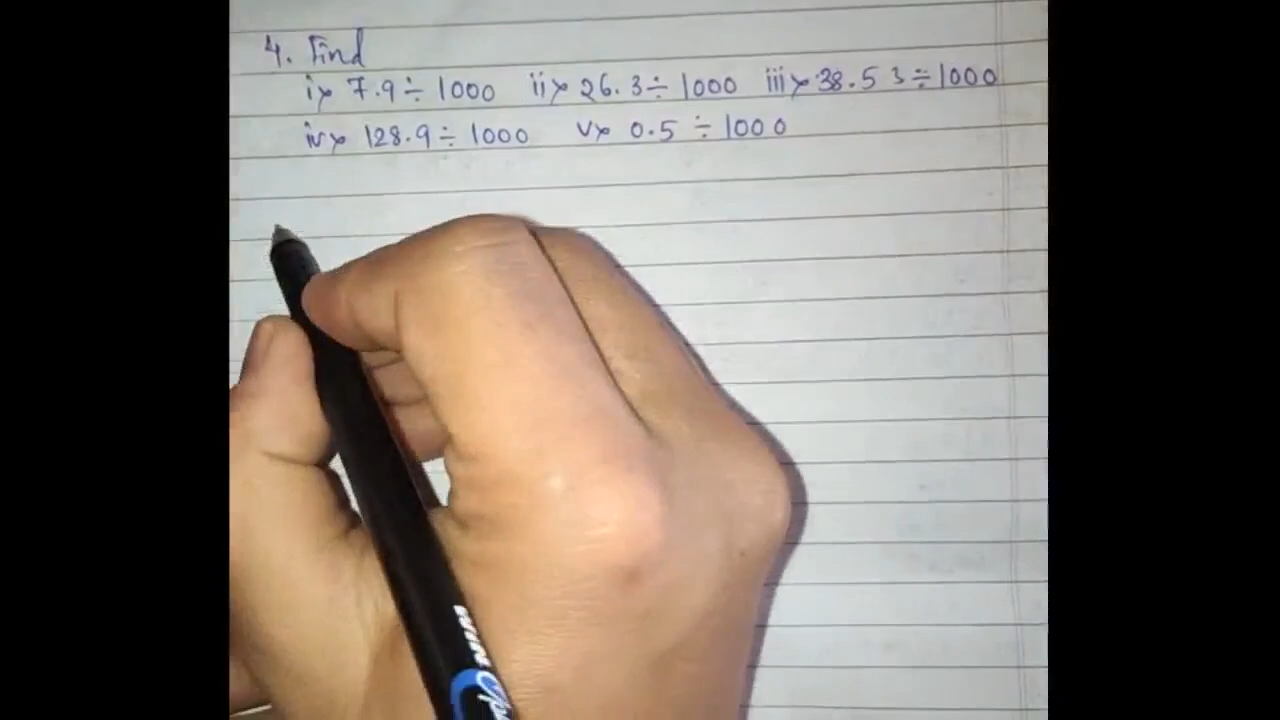 4. Find
i> 7.9 ÷ 1000 ii> 26.3 ÷ 1000 iii> 38.53 ÷ 1000
iv> 128.9 ÷ 1000 v> 0.5 ÷ 1000